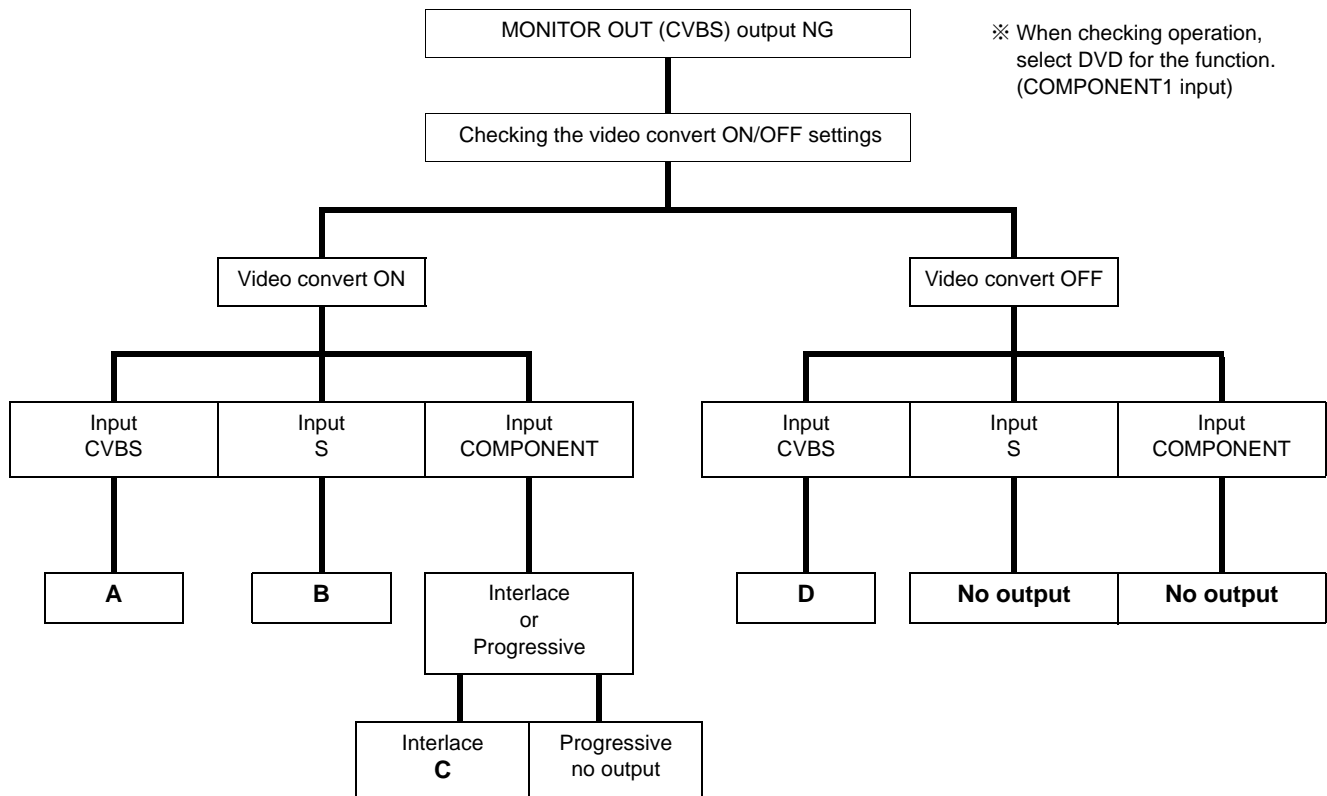 MONITOR OUT (CVBS) output NG
※ When checking operation,
select DVD for the function.
(COMPONENT1 input)
Checking the video convert ON/OFF settings
Video convert ON
Video convert OFF
Input
CVBS
Input
S
Input
COMPONENT
Input
CVBS
Input
S
Input
COMPONENT
A
B
Interlace
or
Progressive
D
No output
No output
Interlace
C
Progressive
no output